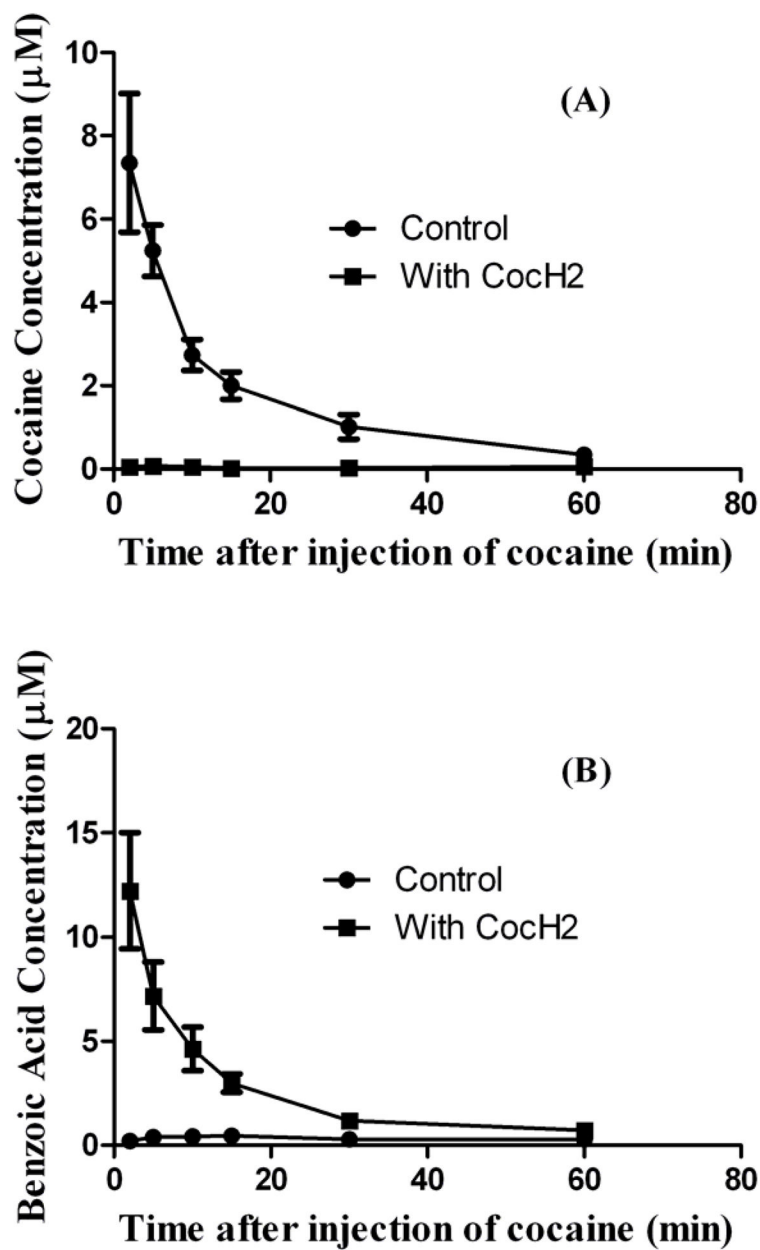 (A)
Cocaine Concentration (µM)
10
8
6
4
2
0
Control
With CocH2
0 20 40 60 80
Time after injection of cocaine (min)
(B)
Benzoic Acid Concentration (µM)
20
15
10
5
0
Control
With CocH2
0 20 40 60 80
Time after injection of cocaine (min)